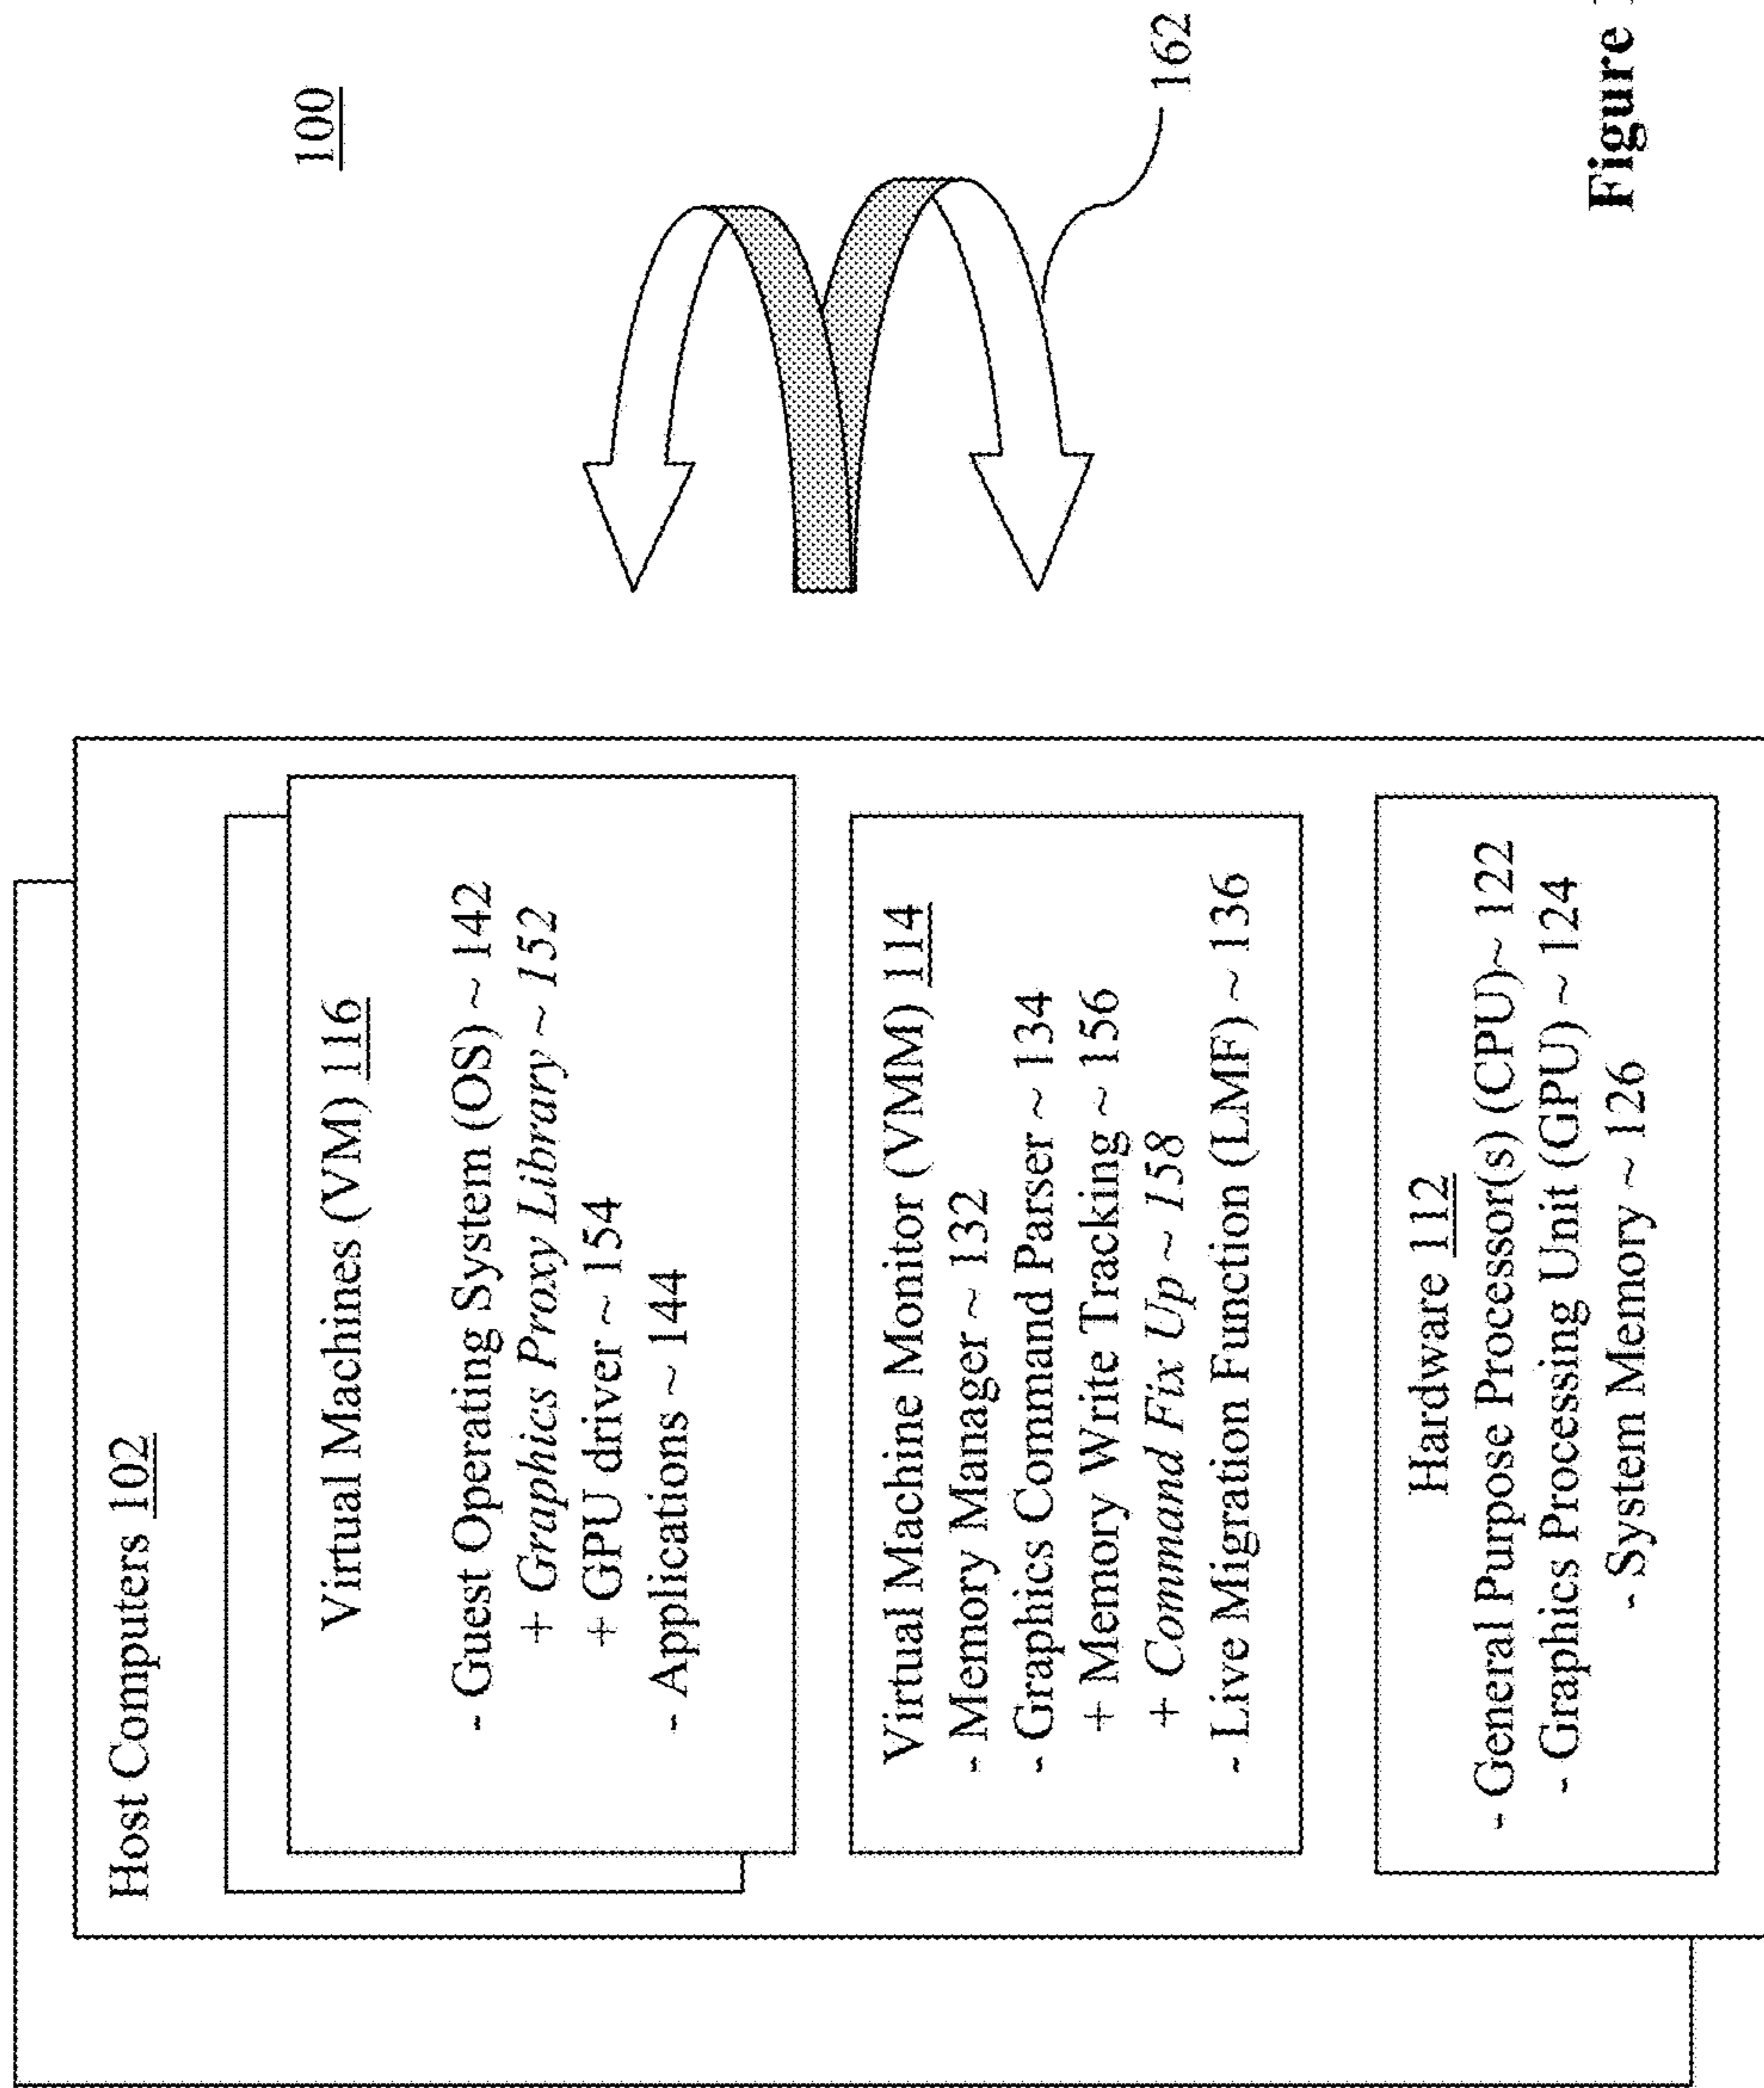 100
Host Computers 102
Virtual Machines (VM) 116
- Guest Operating System (OS) ~ 142
+ Graphics Proxy Library ~ 152
+ GPU driver ~ 154
- Applications ~ 144
Virtual Machine Monitor (VMM) 114
- Memory Manager ~ 132
- Graphics Command Parser ~ 134
+ Memory Write Tracking ~ 156
+ Command Fix Up ~ 158
- Live Migration Function (LMF) ~ 136
Hardware 112
- General Purpose Processor(s) (CPU)~ 122
- Graphics Processing Unit (GPU) ~ 124
- System Memory ~ 126
162
Figure